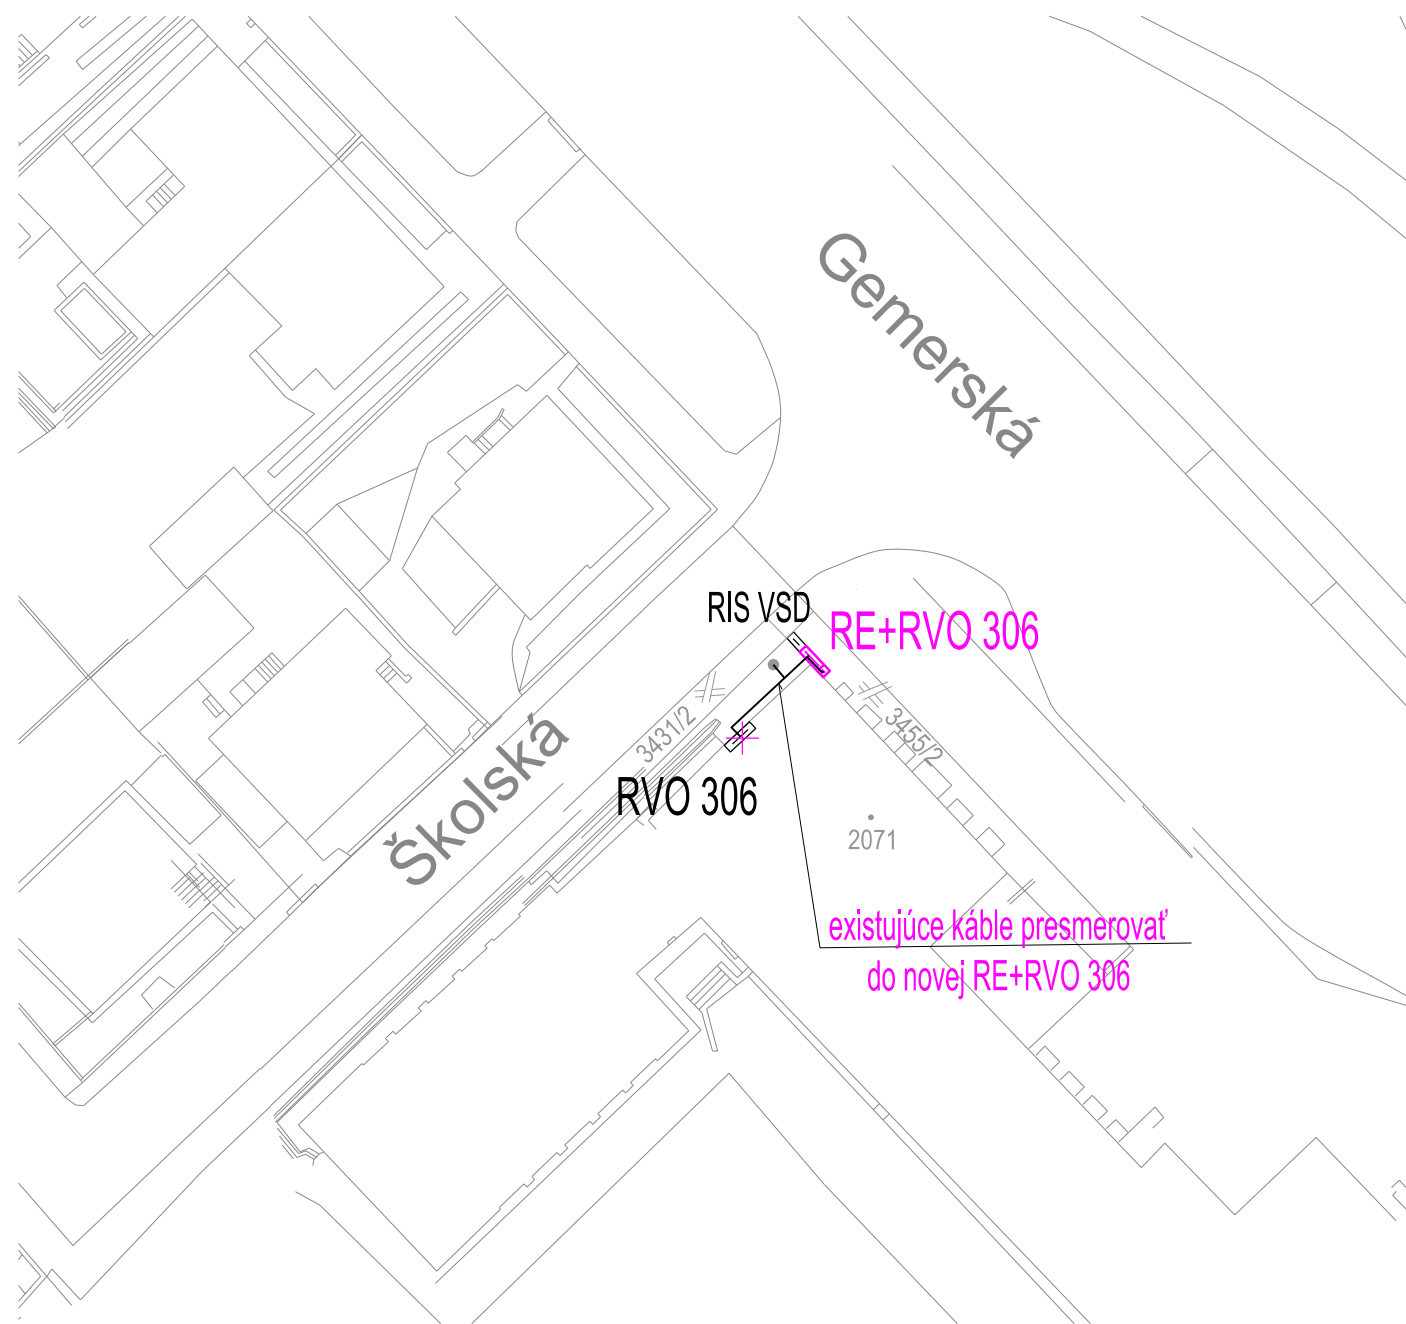 Gemerská
RIS VSD
RE+RVO 306
3431/2
3455/2
Školská
RVO 306
2071
existujúce káble presmerovať
do novej RE+RVO 306